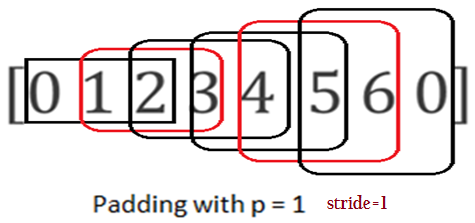 [0 1 2 3 4 5 6 0]
Padding with p = 1 stride=1